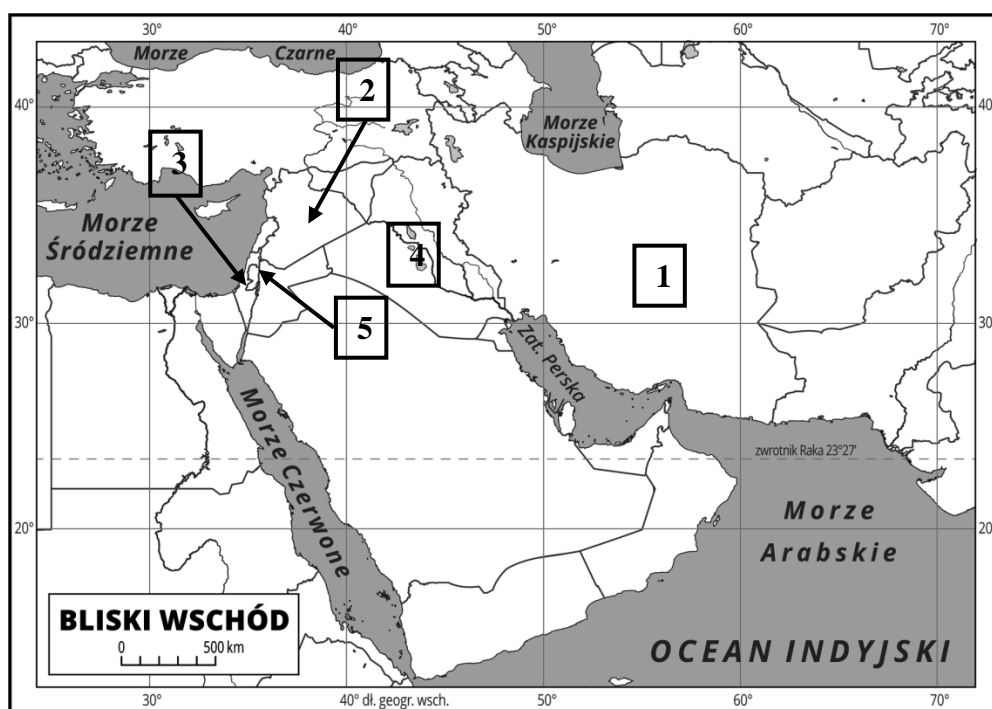 30° 40° 50° 60° 70°
Morze Czarne
2
40° 40°
Morze
Kaspijskie
3
Morze
Śródziemne
4
1
5
30° 30°
Zat. Perska
Morze Czerwone
zwrotnik Raka 23°27'
20° 20°
Morze
Arabskie
BLISKI WSCHÓD
0 500 km
OCEAN INDYJSKI
30° 40° dł. geogr. wsch. 50° 60° 70°